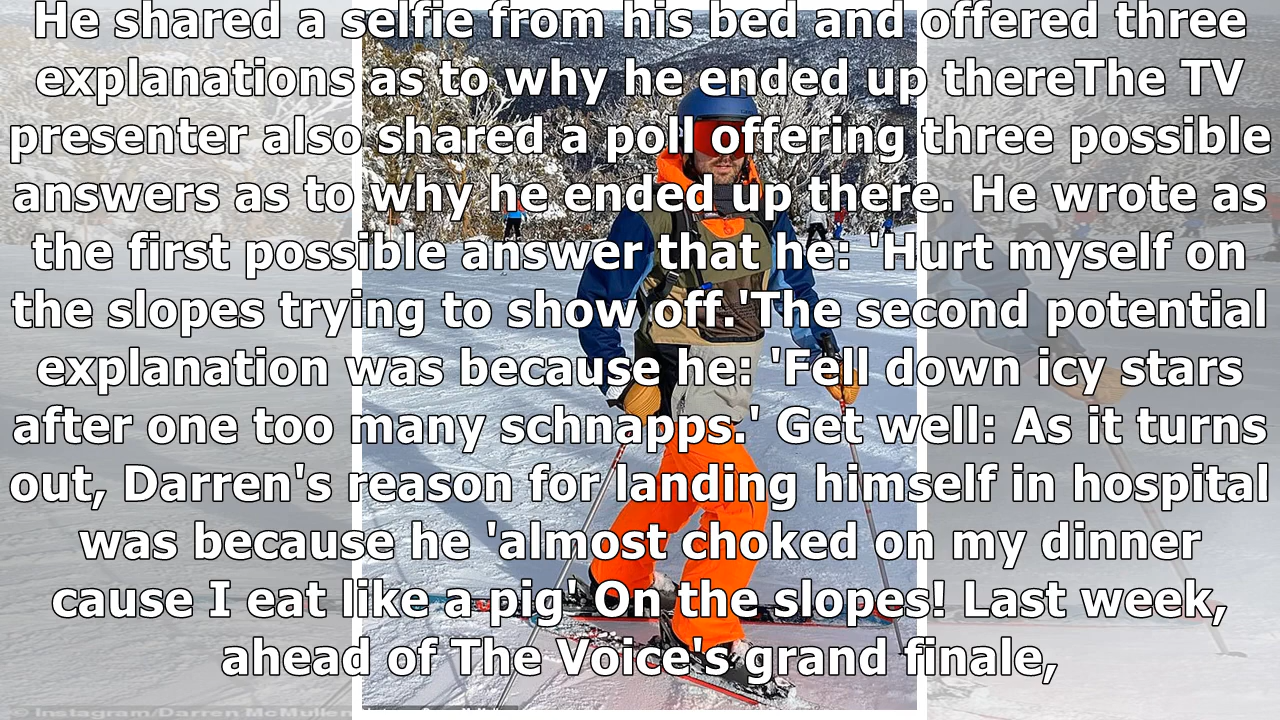 He shared a selfie from his bed and offered three
explanations as to why he ended up thereThe TV
presenter also shared a poll offering three possible
answers as to why he ended up there. He wrote as
the first possible answer that he: 'Hurt myself on
the slopes trying to show off.'The second potential
explanation was because he: 'Fell down icy stars
after one too many schnapps.' Get well: As it turns
out, Darren's reason for landing himself in hospital
was because he 'almost choked on my dinner
cause I eat like a pig' On the slopes! Last week,
ahead of The Voice's grand finale,
© Instagram/Darren McMullen